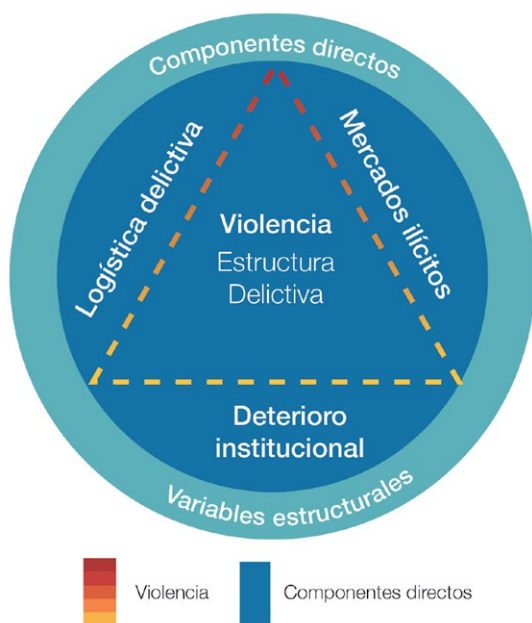 Componentes directos
Logística delictiva
Mercados ilícitos
Violencia
Estructura
Delictiva
Deterioro
institucional
Variables estructurales
Violencia
Componentes directos